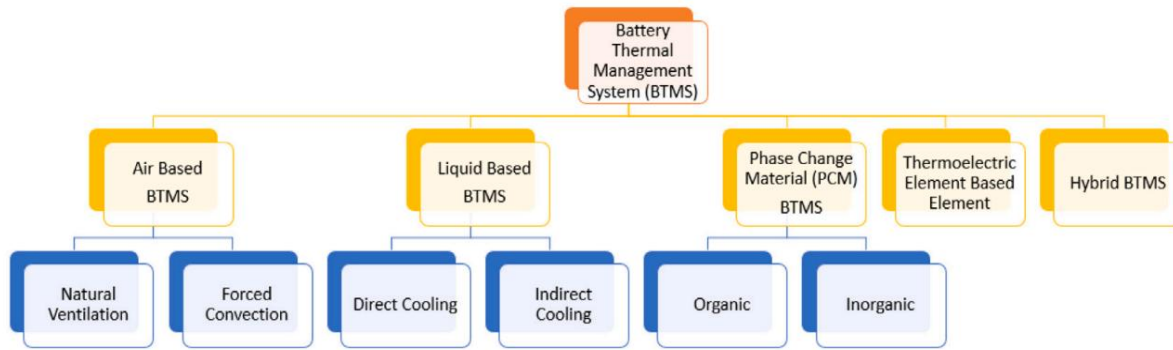 Battery
Thermal
Management
System (BTMS)
Air Based
BTMS
Liquid Based
BTMS
Phase Change
Material (PCM)
BTMS
Thermoelectric
Element Based
Element
Hybrid BTMS
Natural
Ventilation
Forced
Convection
Direct Cooling
Indirect
Cooling
Organic
Inorganic